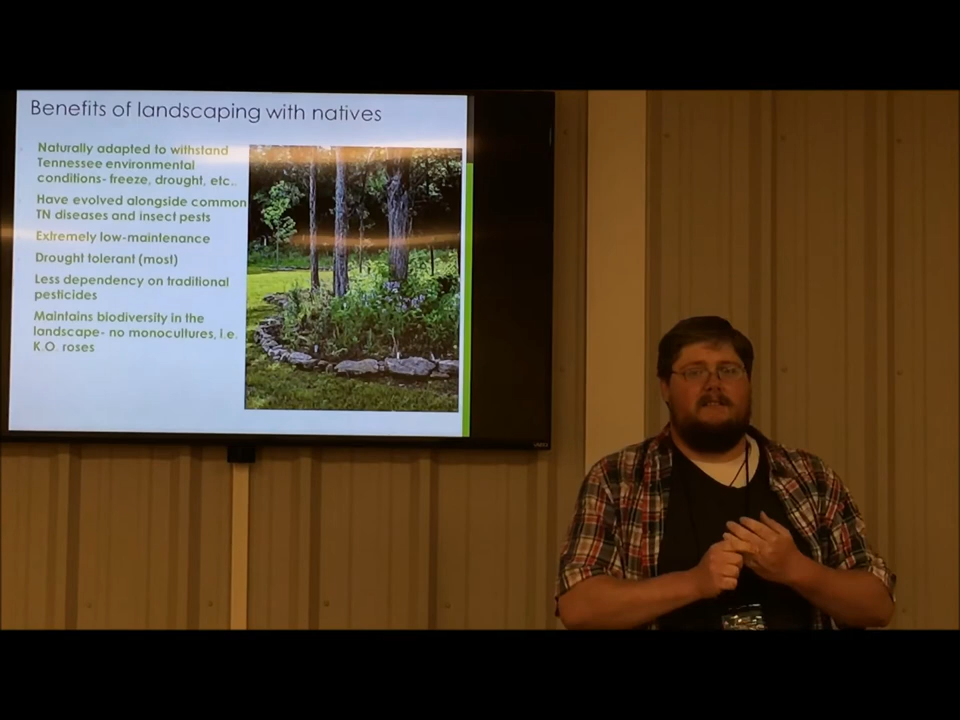 Benefits of landscaping with natives
Naturally adapted to withstand
Tennessee environmental
conditions- freeze, drought, etc..
Have evolved alongside common
TN diseases and insect pests
Extremely low-maintenance
Drought tolerant (most)
Less dependency on traditional
pesticides
Maintains biodiversity in the
landscape- no monocultures, i.e.
K.O. roses